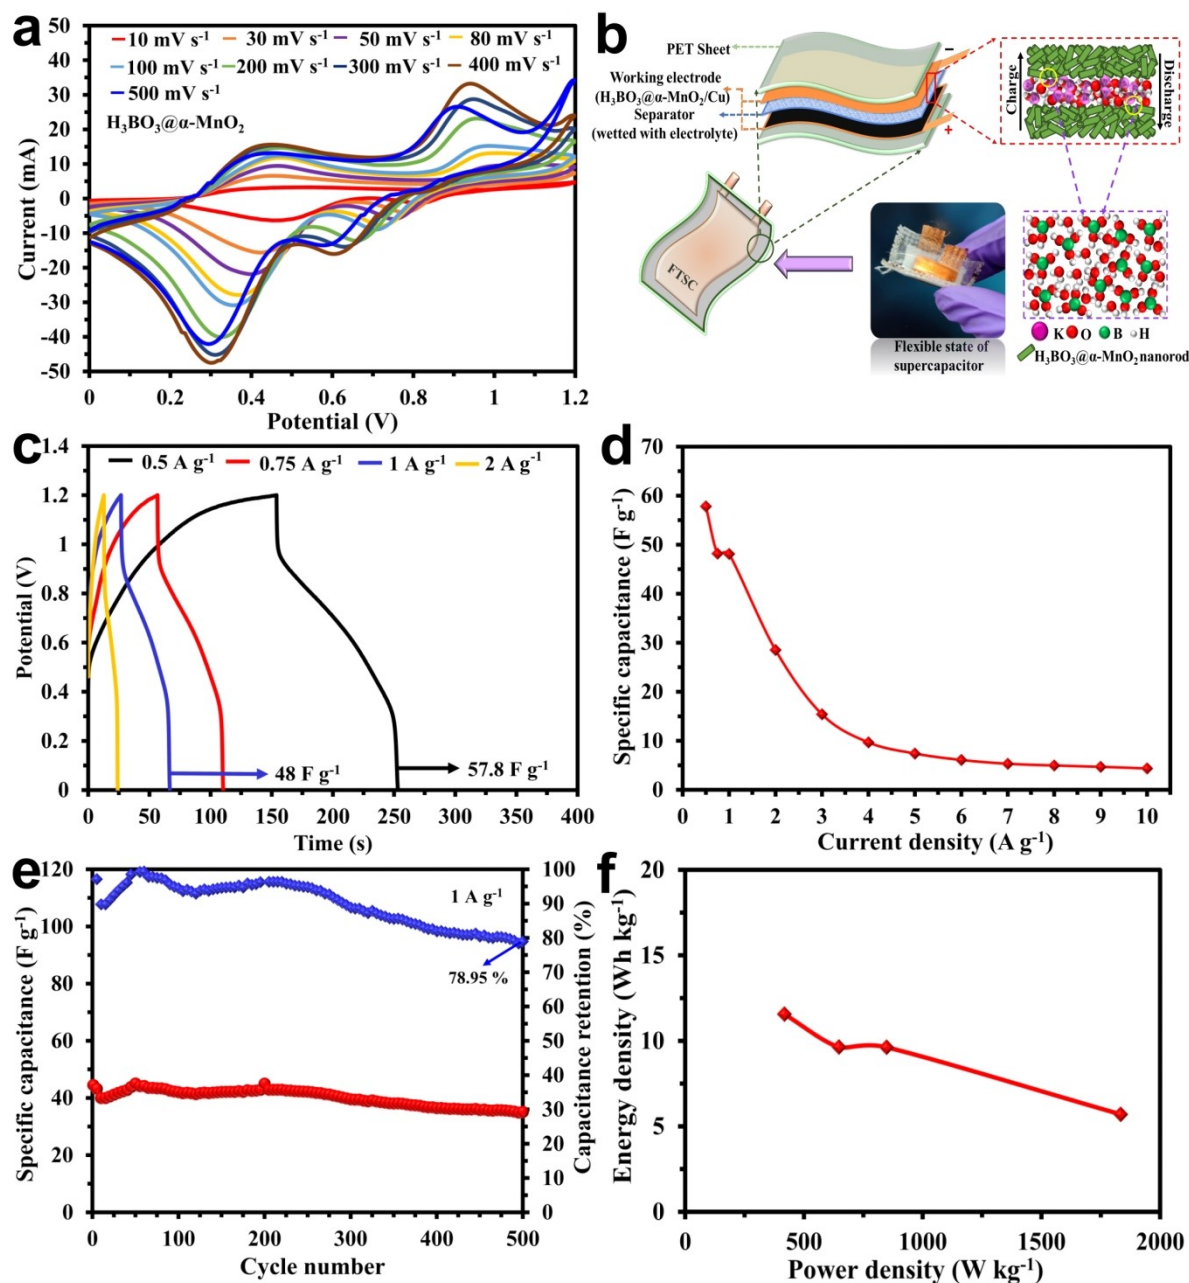 a
50
40
30
20
10
0
-10
-20
-30
-40
-50
Current (mA)
10 mV s⁻¹ 30 mV s⁻¹ 50 mV s⁻¹ 80 mV s⁻¹
100 mV s⁻¹ 200 mV s⁻¹ 300 mV s⁻¹ 400 mV s⁻¹
500 mV s⁻¹
H₃BO₃@α-MnO₂
0 0.2 0.4 0.6 0.8 1 1.2
Potential (V)
b
PET Sheet
Working electrode
(H₃BO₃@α-MnO₂/Cu)
Separator
(wetted with electrolyte)
−
+
Charge
Discharge
FTSC
Flexible state of
supercapacitor
K O B H
H₃BO₃@α-MnO₂ nanorod
c
1.4
1.2
1
0.8
0.6
0.4
0.2
0
Potential (V)
0.5 A g⁻¹ 0.75 A g⁻¹ 1 A g⁻¹ 2 A g⁻¹
48 F g⁻¹
57.8 F g⁻¹
0 50 100 150 200 250 300 350 400
Time (s)
d
70
60
50
40
30
20
10
0
Specific capacitance (F g⁻¹)
1 2 3 4 5 6 7 8 9 10
Current density (A g⁻¹)
e
120
100
80
60
40
20
0
Specific capacitance (F g⁻¹)
1 A g⁻¹
78.95 %
100
90
80
70
60
50
40
30
20
10
0
Capacitance retention (%)
0 100 200 300 400 500
Cycle number
f
20
15
10
5
0
Energy density (Wh kg⁻¹)
0 500 1000 1500 2000
Power density (W kg⁻¹)